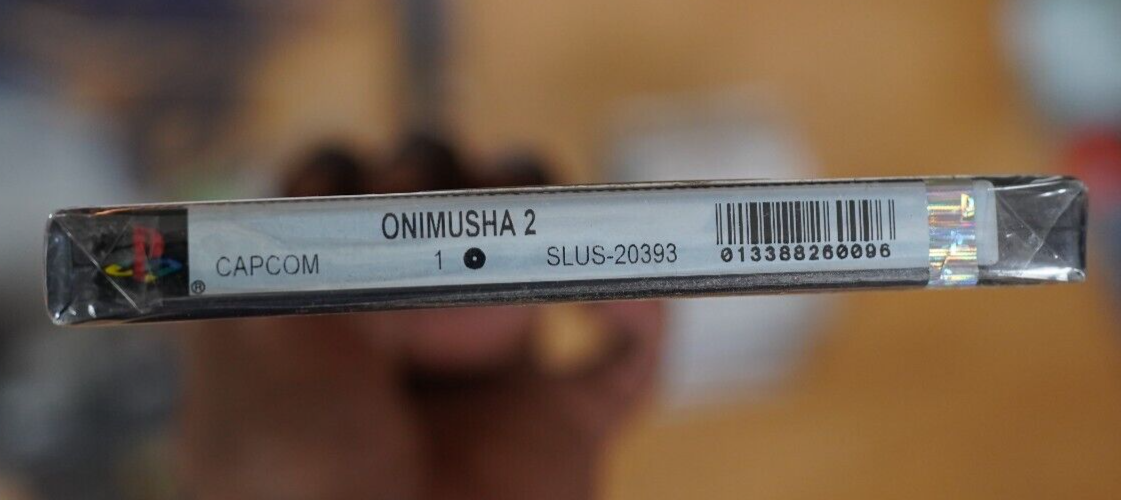 ONIMUSHA 2
CAPCOM 1 SLUS-20393
®
013388260096